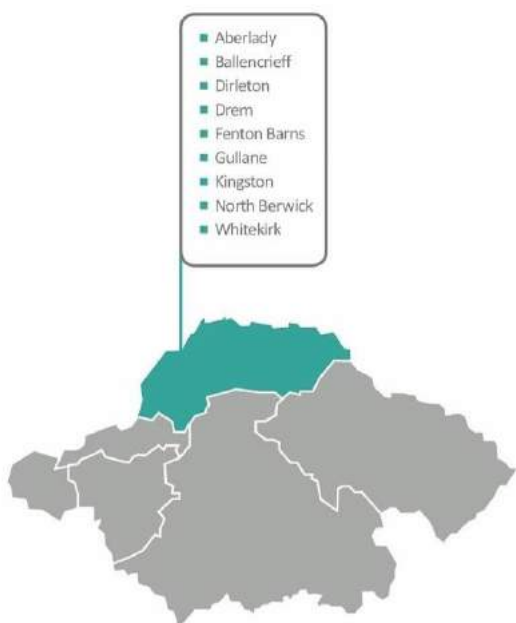 Aberlady
Ballencrieff
Dirleton
Drem
Fenton Barns
Gullane
Kingston
North Berwick
Whitekirk